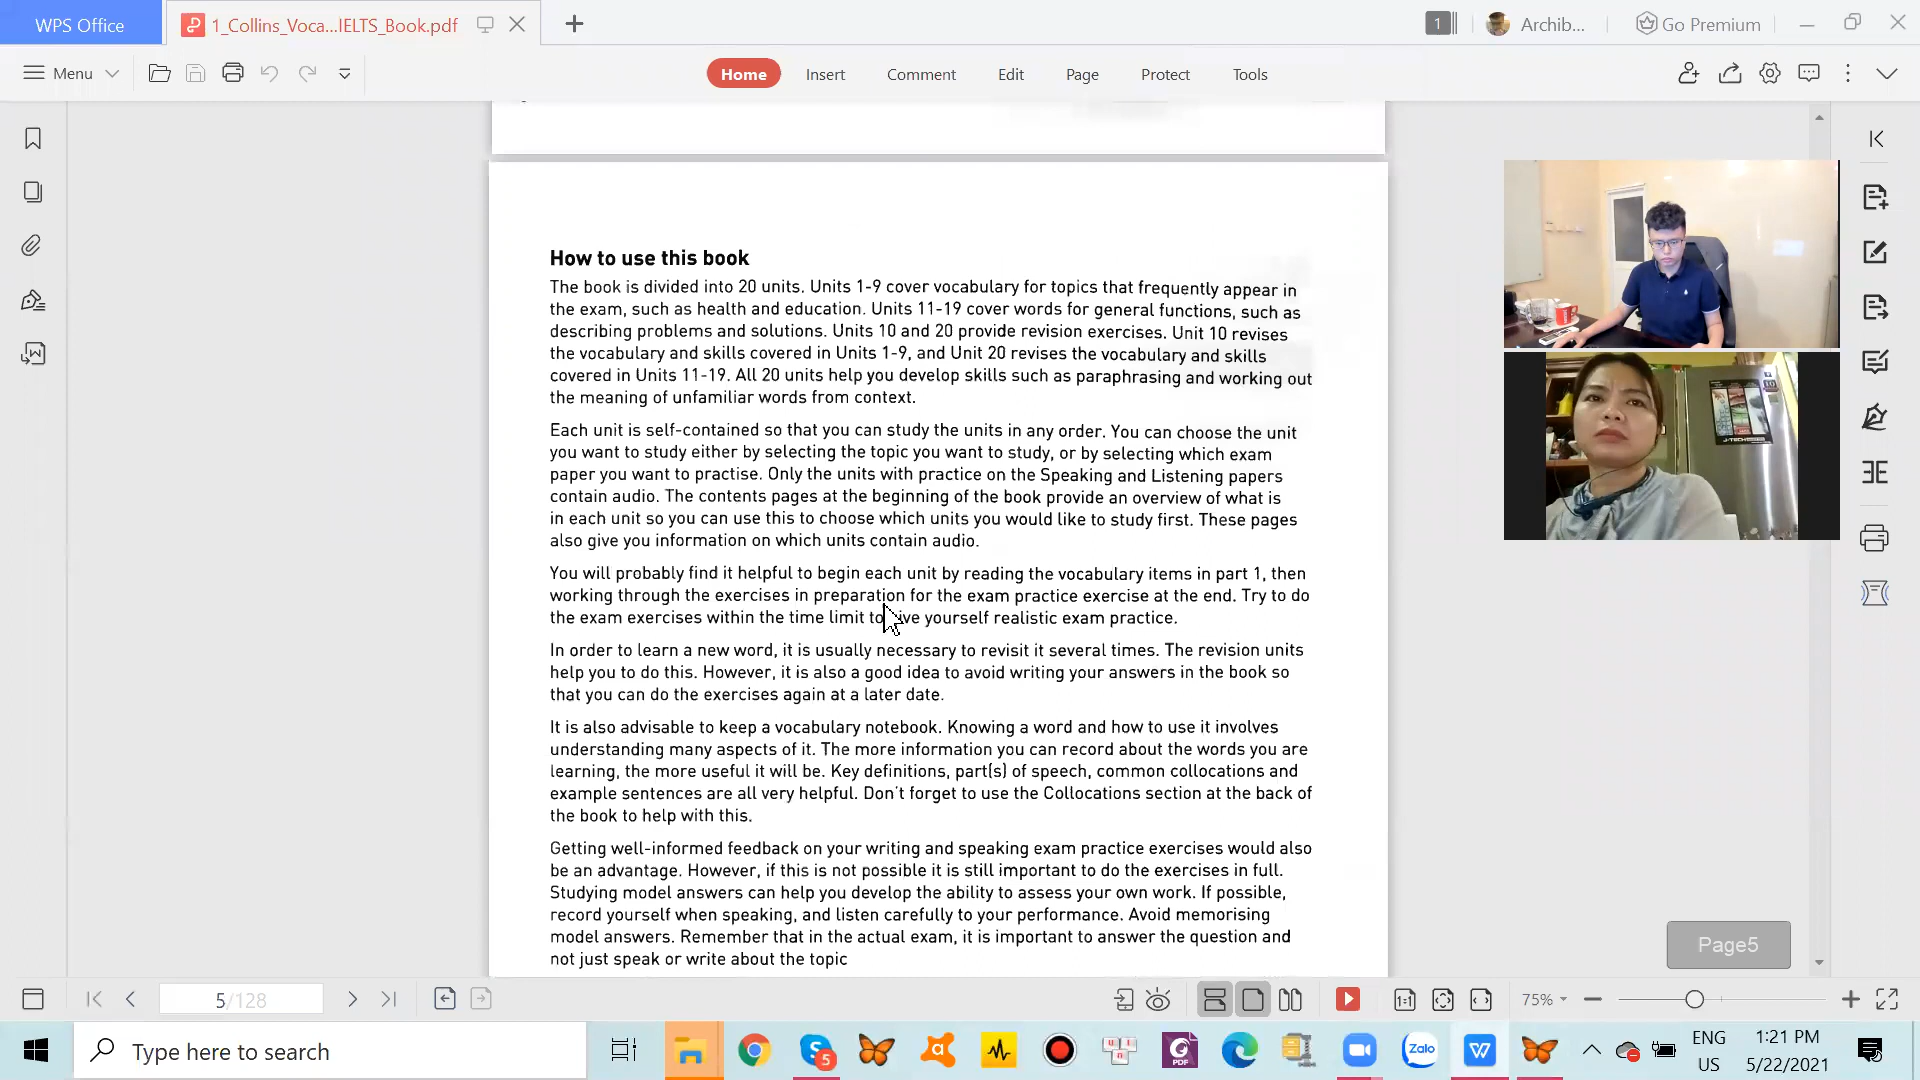 WPS Office
1_Collins_Voca...IELTS_Book.pdf
1
Archib...
Go Premium
Menu
Home
Insert
Comment
Edit
Page
Protect
Tools
How to use this book
The book is divided into 20 units. Units 1-9 cover vocabulary for topics that frequently appear in
the exam, such as health and education. Units 11-19 cover words for general functions, such as
describing problems and solutions. Units 10 and 20 provide revision exercises. Unit 10 revises
the vocabulary and skills covered in Units 1-9, and Unit 20 revises the vocabulary and skills
covered in Units 11-19. All 20 units help you develop skills such as paraphrasing and working out
the meaning of unfamiliar words from context.
Each unit is self-contained so that you can study the units in any order. You can choose the unit
you want to study either by selecting the topic you want to study, or by selecting which exam
paper you want to practise. Only the units with practice on the Speaking and Listening papers
contain audio. The contents pages at the beginning of the book provide an overview of what is
in each unit so you can use this to choose which units you would like to study first. These pages
also give you information on which units contain audio.
You will probably find it helpful to begin each unit by reading the vocabulary items in part 1, then
working through the exercises in preparation for the exam practice exercise at the end. Try to do
the exam exercises within the time limit to give yourself realistic exam practice.
In order to learn a new word, it is usually necessary to revisit it several times. The revision units
help you to do this. However, it is also a good idea to avoid writing your answers in the book so
that you can do the exercises again at a later date.
It is also advisable to keep a vocabulary notebook. Knowing a word and how to use it involves
understanding many aspects of it. The more information you can record about the words you are
learning, the more useful it will be. Key definitions, part(s) of speech, common collocations and
example sentences are all very helpful. Don't forget to use the Collocations section at the back of
the book to help with this.
Getting well-informed feedback on your writing and speaking exam practice exercises would also
be an advantage. However, if this is not possible it is still important to do the exercises in full.
Studying model answers can help you develop the ability to assess your own work. If possible,
record yourself when speaking, and listen carefully to your performance. Avoid memorising
model answers. Remember that in the actual exam, it is important to answer the question and
not just speak or write about the topic
Page5
5/128
75%
Type here to search
5
PDF
Zalo
ENG
US
1:21 PM
5/22/2021